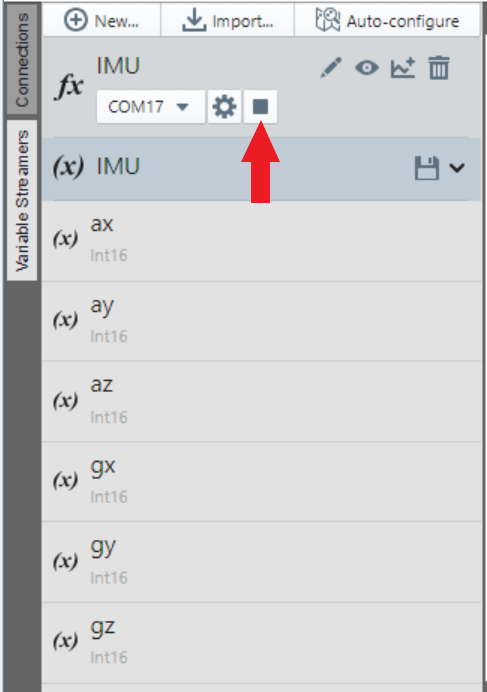 Connections
Variable Streamers
New... Import... Auto-configure
fx IMU
COM17
(x) IMU
(x) ax
Int16
(x) ay
Int16
(x) az
Int16
(x) gx
Int16
(x) gy
Int16
(x) gz
Int16